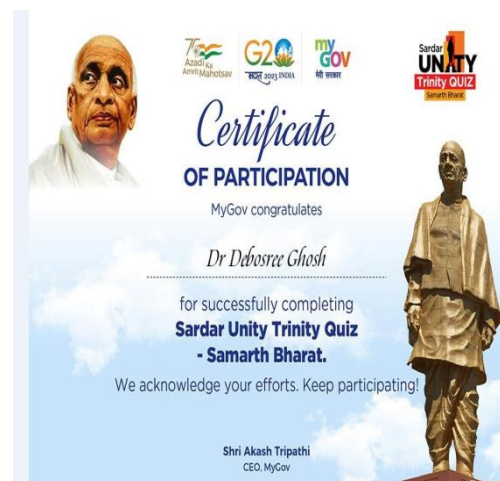 Azadi Ka
Amrit Mahotsav
G20
भारत 2023 INDIA
my
GOV
मेरी सरकार
Sardar
UNITY
Trinity QUIZ
Samarth Bharat
Certificate
OF PARTICIPATION
MyGov congratulates
Dr Debosree Ghosh
for successfully completing
Sardar Unity Trinity Quiz
- Samarth Bharat.
We acknowledge your efforts. Keep participating!
Shri Akash Tripathi
CEO, MyGov